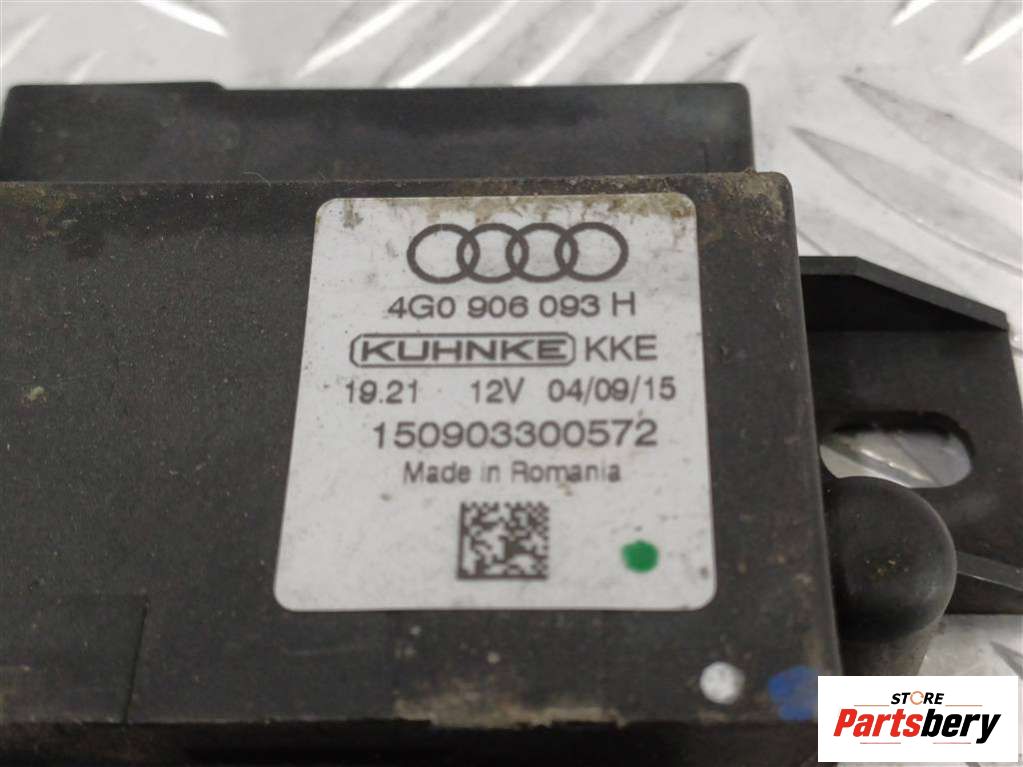 4G0 906 093 H
KUHNKE KKE
19.21 12V 04/09/15
150903300572
Made in Romania
STORE
Partsbery